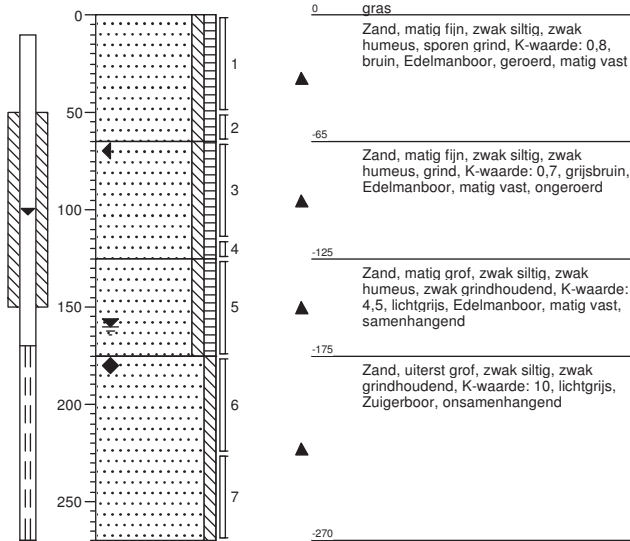 0
50
100
150
200
250
1
2
3
4
5
6
7
0
gras
Zand, matig fijn, zwak siltig, zwak
humeus, sporen grind, K-waarde: 0,8,
bruin, Edelmanboor, geroerd, matig vast
-65
Zand, matig fijn, zwak siltig, zwak
humeus, grind, K-waarde: 0,7, grijsbruin,
Edelmanboor, matig vast, ongeroerd
-125
Zand, matig grof, zwak siltig, zwak
humeus, zwak grindhoudend, K-waarde:
4,5, lichtgrijs, Edelmanboor, matig vast,
samenhangend
-175
Zand, uiterst grof, zwak siltig, zwak
grindhoudend, K-waarde: 10, lichtgrijs,
Zuigerboor, onsamenhangend
-270